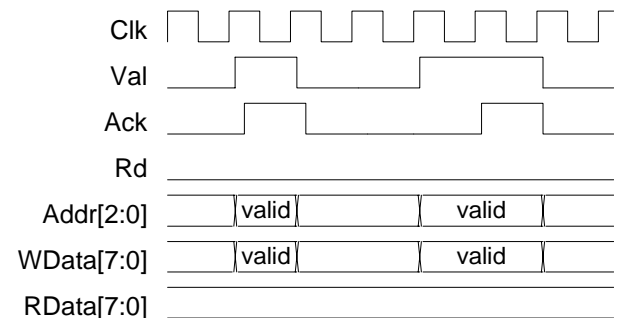 Clk
Val
Ack
Rd
Addr[2:0] valid valid
WData[7:0] valid valid
RData[7:0]